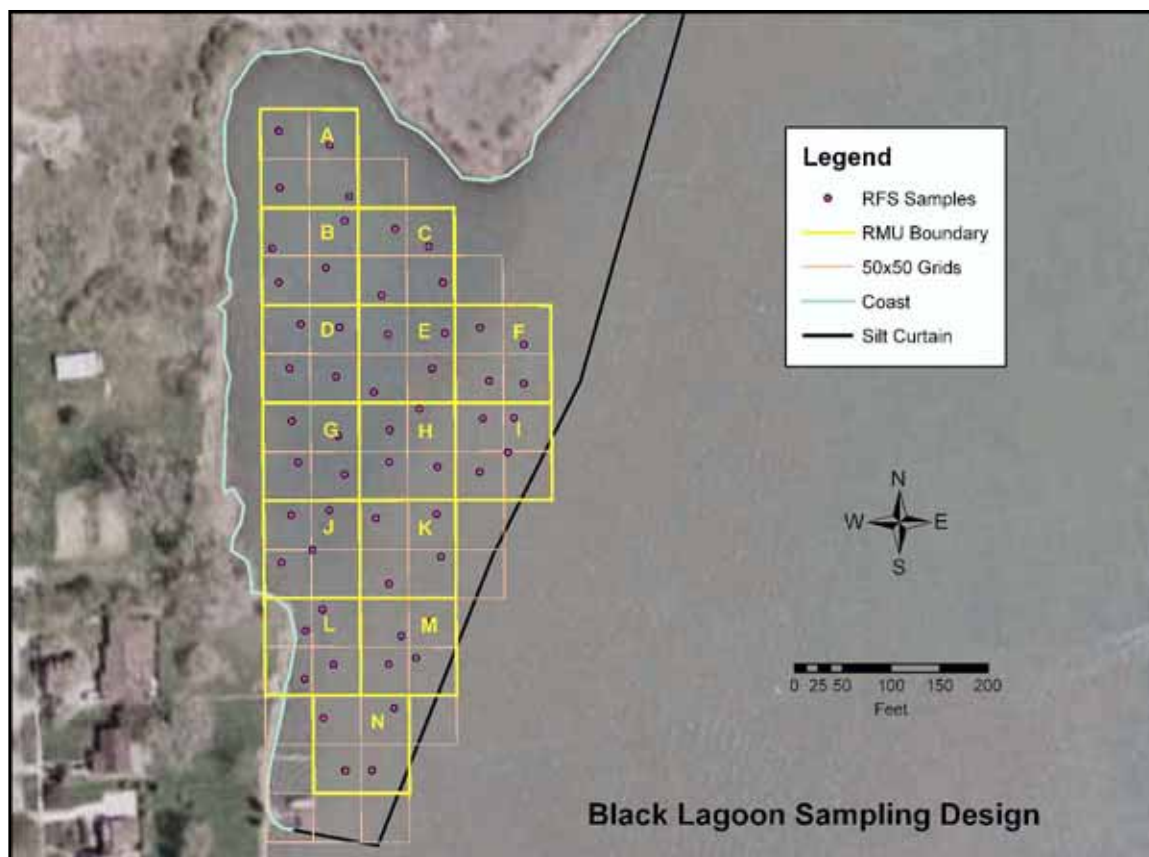 A
B
C
D
E
F
G
H
I
J
K
L
M
N
Legend
RFS Samples
RMU Boundary
50x50 Grids
Coast
Silt Curtain
N
W E
S
0 25 50 100 150 200
Feet
Black Lagoon Sampling Design